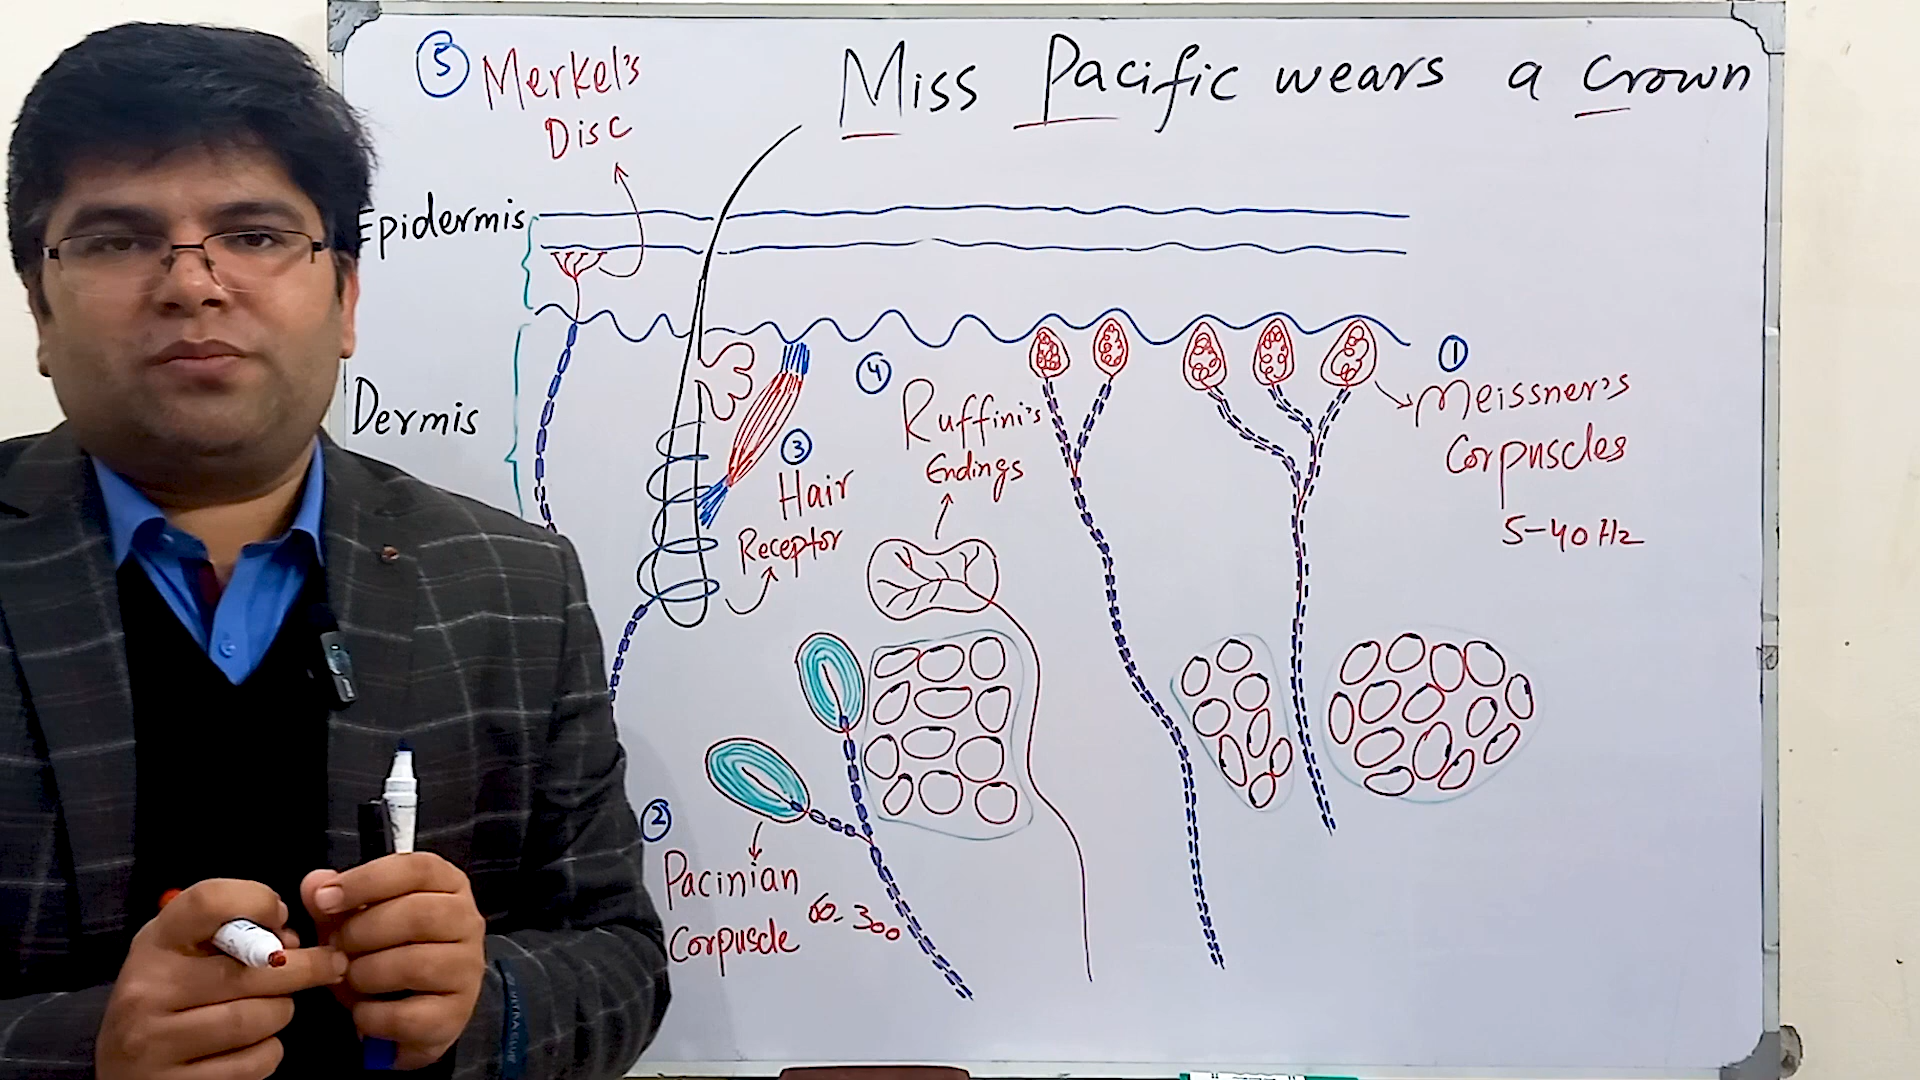 Miss Pacific wears a Crown
5 Merkel's
Disc
Epidermis
Dermis
3
Hair
Receptor
4
Ruffini's
Endings
1
Meissner's
Corpuscles
5-40 Hz
2
Pacinian
Corpuscle 60-300